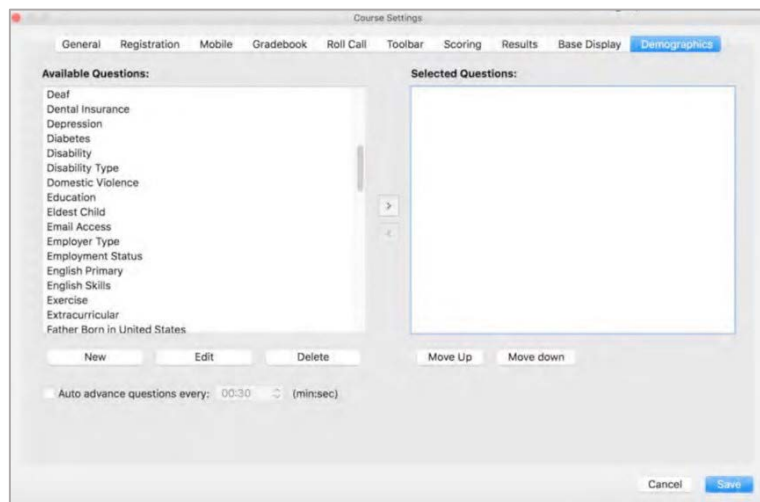 Course Settings
General Registration Mobile Gradebook Roll Call Toolbar Scoring Results Base Display Demographics
Available Questions:
Deaf
Dental Insurance
Depression
Diabetes
Disability
Disability Type
Domestic Violence
Education
Eldest Child
Email Access
Employer Type
Employment Status
English Primary
English Skills
Exercise
Extracurricular
Father Born in United States
New Edit Delete
Auto advance questions every: 00:30 (min:sec)
Selected Questions:
>
<
Move Up Move down
Cancel Save